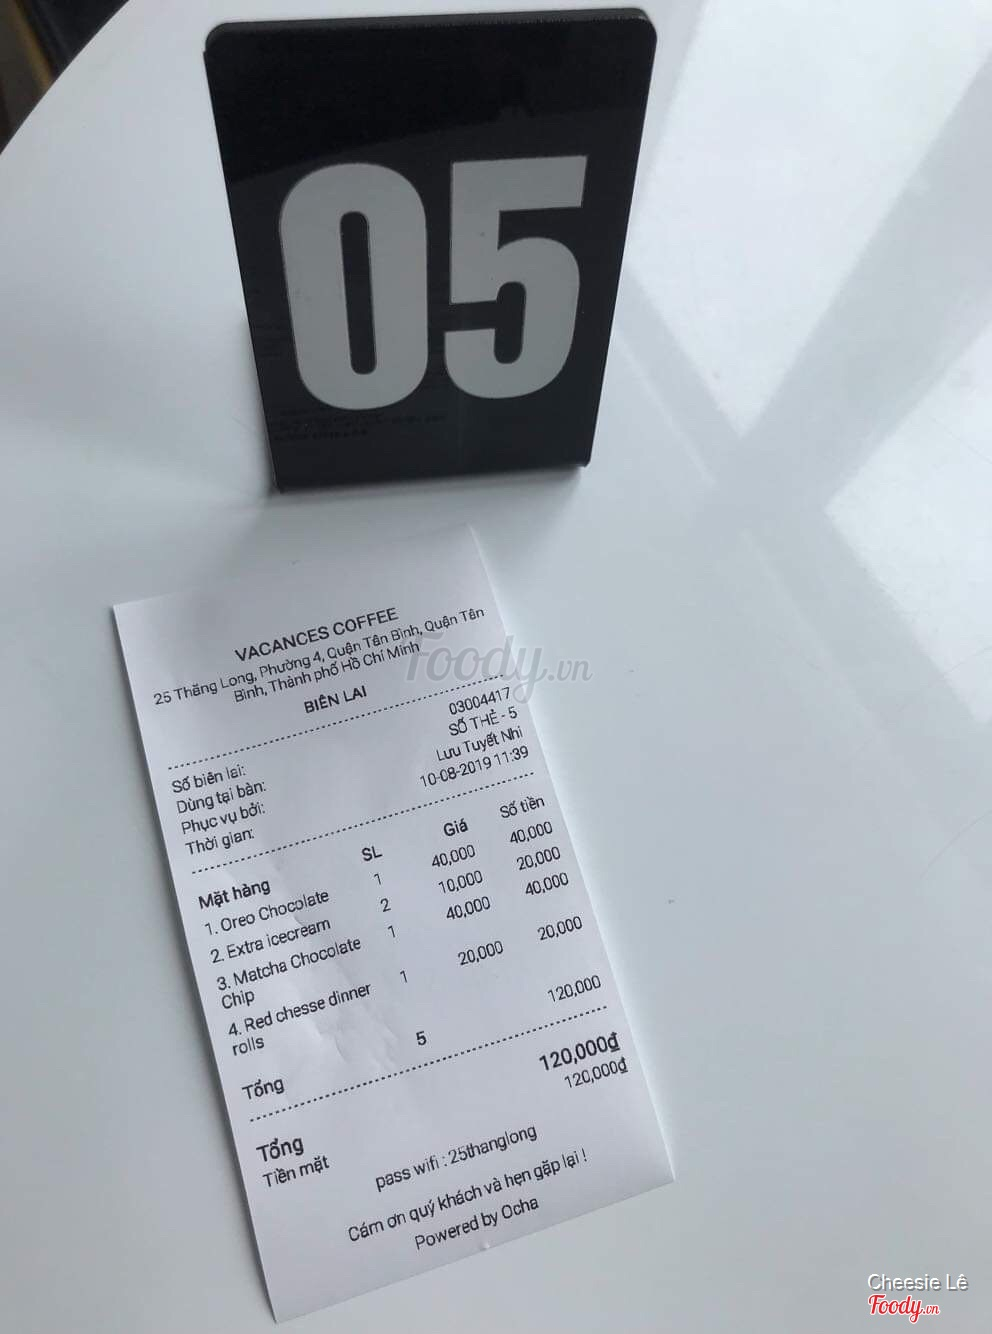 05
VACANCES COFFEE
25 Thăng Long, Phường 4, Quận Tân Bình, Quận Tân
Bình, Thành phố Hồ Chí Minh
BIÊN LAI
Số biên lai: 03004417
Dùng tại bàn: SỐ THẺ - 5
Phục vụ bởi: Lưu Tuyết Nhi
Thời gian: 10-08-2019 11:39
Mặt hàng SL Giá Số tiền
1. Oreo Chocolate 1 40,000 40,000
2. Extra icecream 2 10,000 20,000
3. Matcha Chocolate 1 40,000 40,000
Chip
4. Red chesse dinner 1 20,000 20,000
rolls
Tổng 5 120,000
Tổng 120,000₫
Tiền mặt 120,000₫
pass wifi : 25thanglong
Cám ơn quý khách và hẹn gặp lại !
Powered by Ocha
Foody.vn
Cheesie Lê
Foody.vn